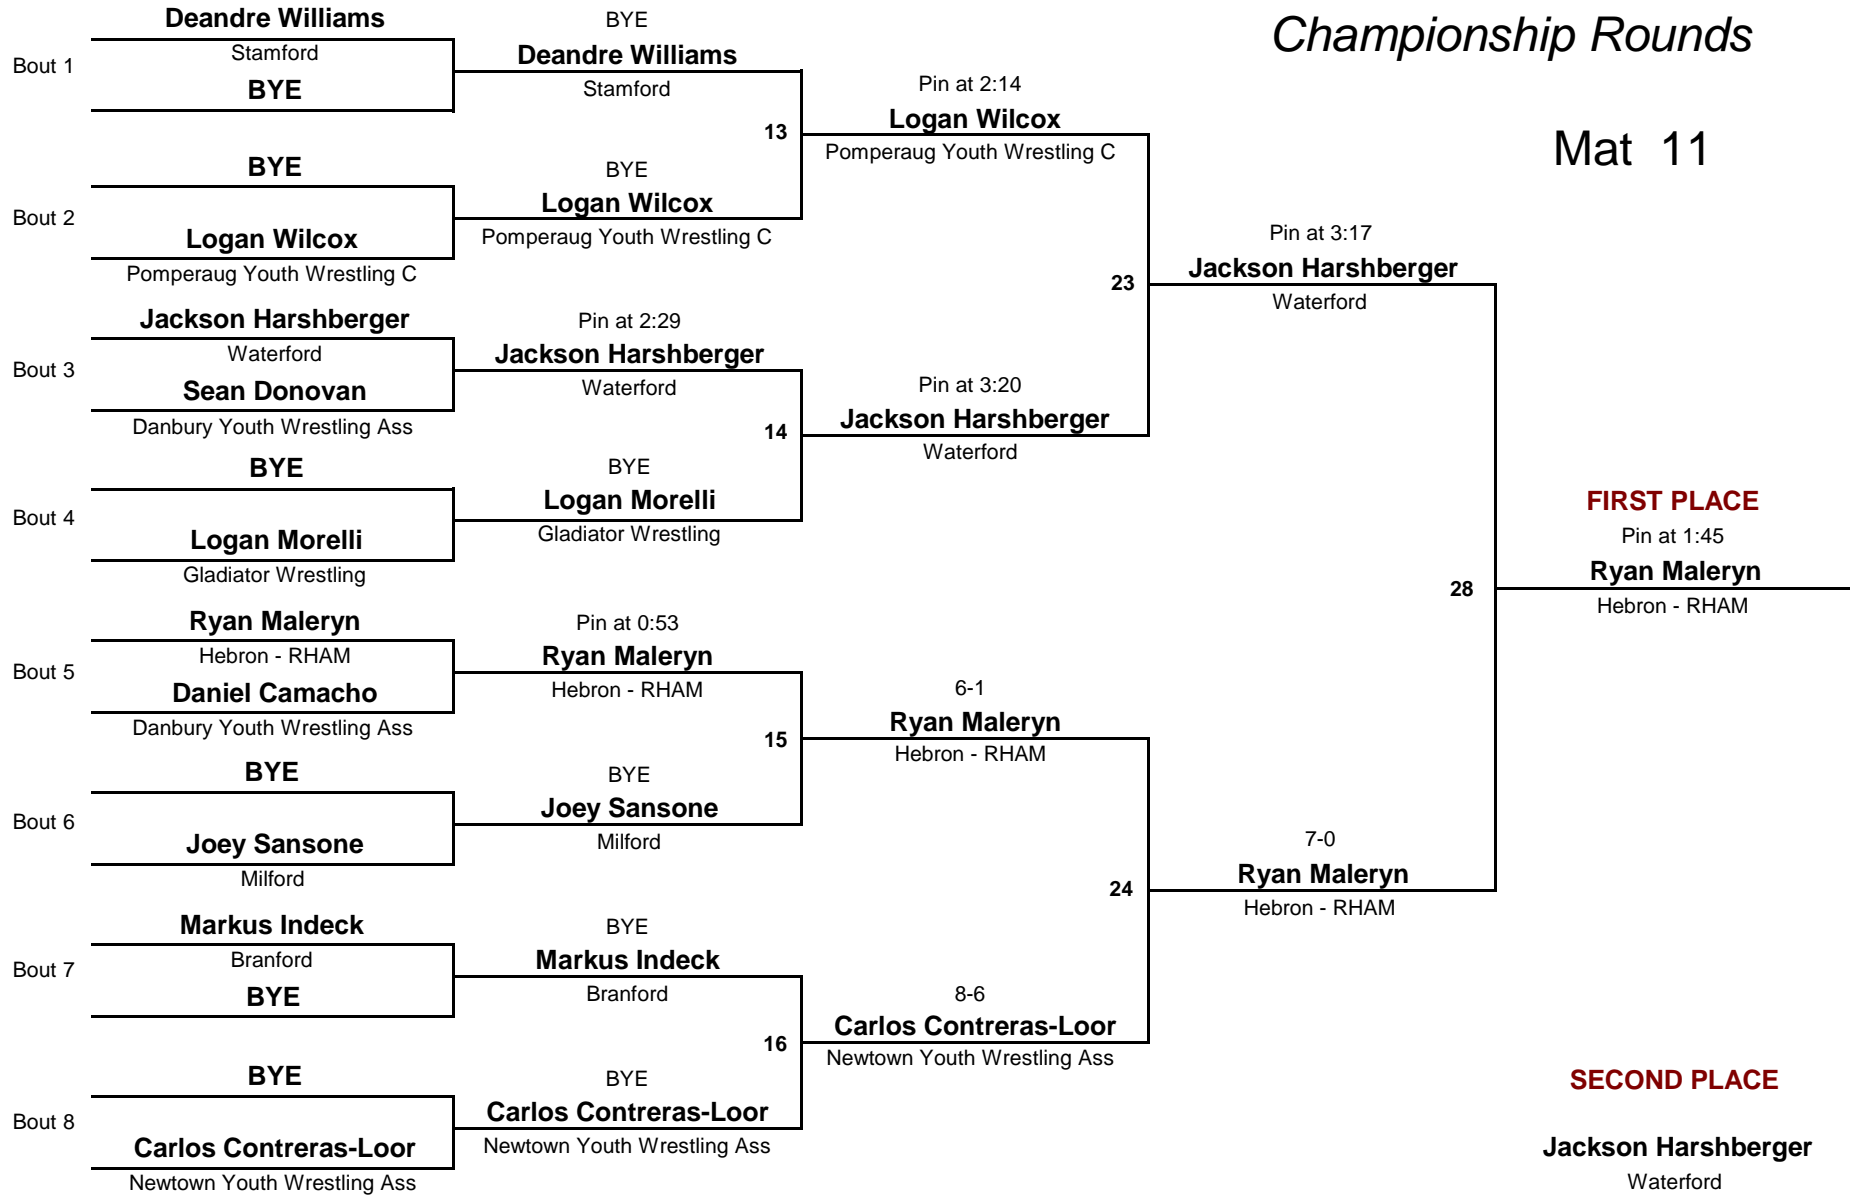 Championship Rounds
Mat 11
Bout 1
Deandre Williams
Stamford
BYE
Bout 2
BYE
Logan Wilcox
Pomperaug Youth Wrestling C
Bout 3
Jackson Harshberger
Waterford
Sean Donovan
Danbury Youth Wrestling Ass
Bout 4
BYE
Logan Morelli
Gladiator Wrestling
Bout 5
Ryan Maleryn
Hebron - RHAM
Daniel Camacho
Danbury Youth Wrestling Ass
Bout 6
BYE
Joey Sansone
Milford
Bout 7
Markus Indeck
Branford
BYE
Bout 8
BYE
Carlos Contreras-Loor
Newtown Youth Wrestling Ass
BYE
Deandre Williams
Stamford
13
BYE
Logan Wilcox
Pomperaug Youth Wrestling C
Pin at 2:29
Jackson Harshberger
Waterford
14
BYE
Logan Morelli
Gladiator Wrestling
Pin at 0:53
Ryan Maleryn
Hebron - RHAM
15
BYE
Joey Sansone
Milford
BYE
Markus Indeck
Branford
16
BYE
Carlos Contreras-Loor
Newtown Youth Wrestling Ass
Pin at 2:14
Logan Wilcox
Pomperaug Youth Wrestling C
23
Pin at 3:20
Jackson Harshberger
Waterford
6-1
Ryan Maleryn
Hebron - RHAM
24
8-6
Carlos Contreras-Loor
Newtown Youth Wrestling Ass
Pin at 3:17
Jackson Harshberger
Waterford
28
7-0
Ryan Maleryn
Hebron - RHAM
FIRST PLACE
Pin at 1:45
Ryan Maleryn
Hebron - RHAM
SECOND PLACE
Jackson Harshberger
Waterford